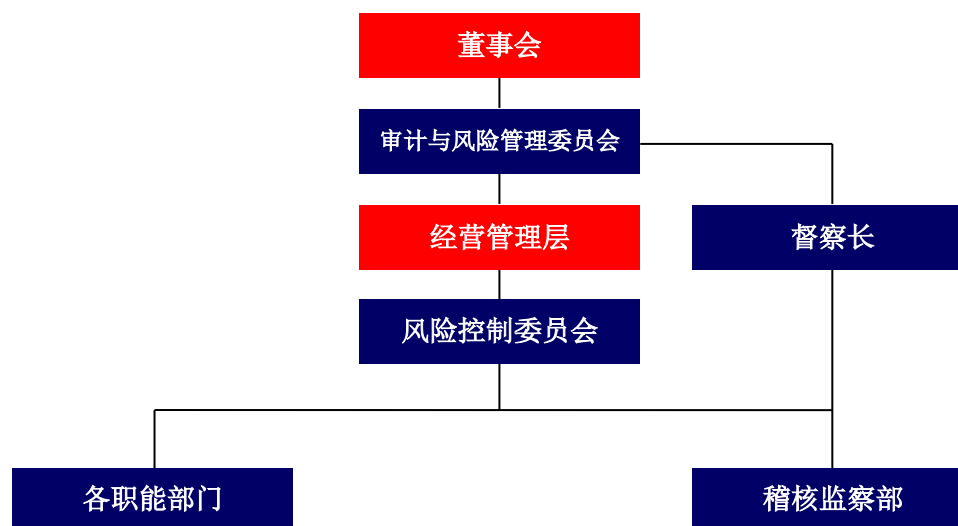 董事会
审计与风险管理委员会
经营管理层
督察长
风险控制委员会
各职能部门
稽核监察部